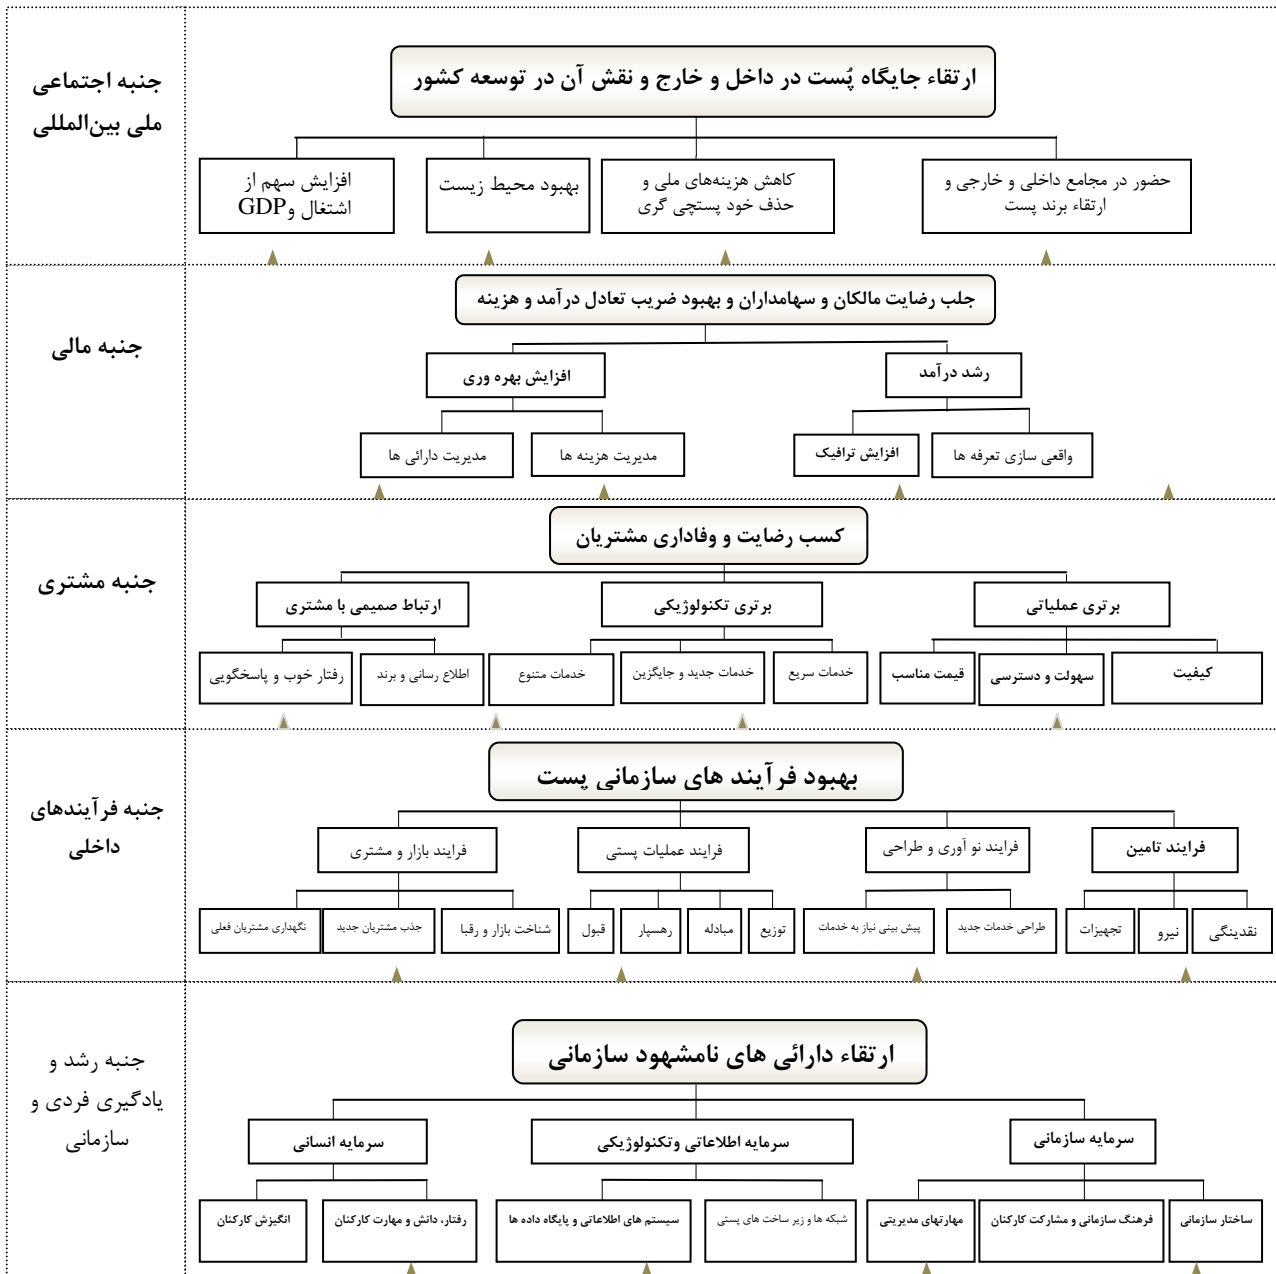 جنبه اجتماعی
ملی بین‌المللی
ارتقاء جایگاه پُست در داخل و خارج و نقش آن در توسعه کشور
حضور در مجامع داخلی و خارجی و
ارتقاء برند پست
کاهش هزینه‌های ملی و
حذف خود پستچی گری
بهبود محیط زیست
افزایش سهم از
اشتغال وGDP
جنبه مالی
جلب رضایت مالکان و سهامداران و بهبود ضریب تعادل درآمد و هزینه
رشد درآمد
افزایش بهره وری
واقعی سازی تعرفه ها
افزایش ترافیک
مدیریت هزینه ها
مدیریت دارائی ها
جنبه مشتری
کسب رضایت و وفاداری مشتریان
برتری عملیاتی
برتری تکنولوژیکی
ارتباط صمیمی با مشتری
کیفیت
سهولت و دسترسی
قیمت مناسب
خدمات سریع
خدمات جدید و جایگزین
خدمات متنوع
اطلاع رسانی و برند
رفتار خوب و پاسخگویی
جنبه فرآیندهای
داخلی
بهبود فرآیند های سازمانی پست
فرایند تامین
فرایند نو آوری و طراحی
فرایند عملیات پستی
فرایند بازار و مشتری
نقدینگی
نیرو
تجهیزات
طراحی خدمات جدید
پیش بینی نیاز به خدمات
توزیع
مبادله
رهسپار
قبول
شناخت بازار و رقبا
جذب مشتریان جدید
نگهداری مشتریان فعلی
جنبه رشد و
یادگیری فردی و
سازمانی
ارتقاء دارائی های نامشهود سازمانی
سرمایه سازمانی
سرمایه اطلاعاتی وتکنولوژیکی
سرمایه انسانی
ساختار سازمانی
فرهنگ سازمانی و مشارکت کارکنان
مهارتهای مدیریتی
شبکه ها و زیر ساخت های پستی
سیستم های اطلاعاتی و پایگاه داده ها
رفتار، دانش و مهارت کارکنان
انگیزش کارکنان